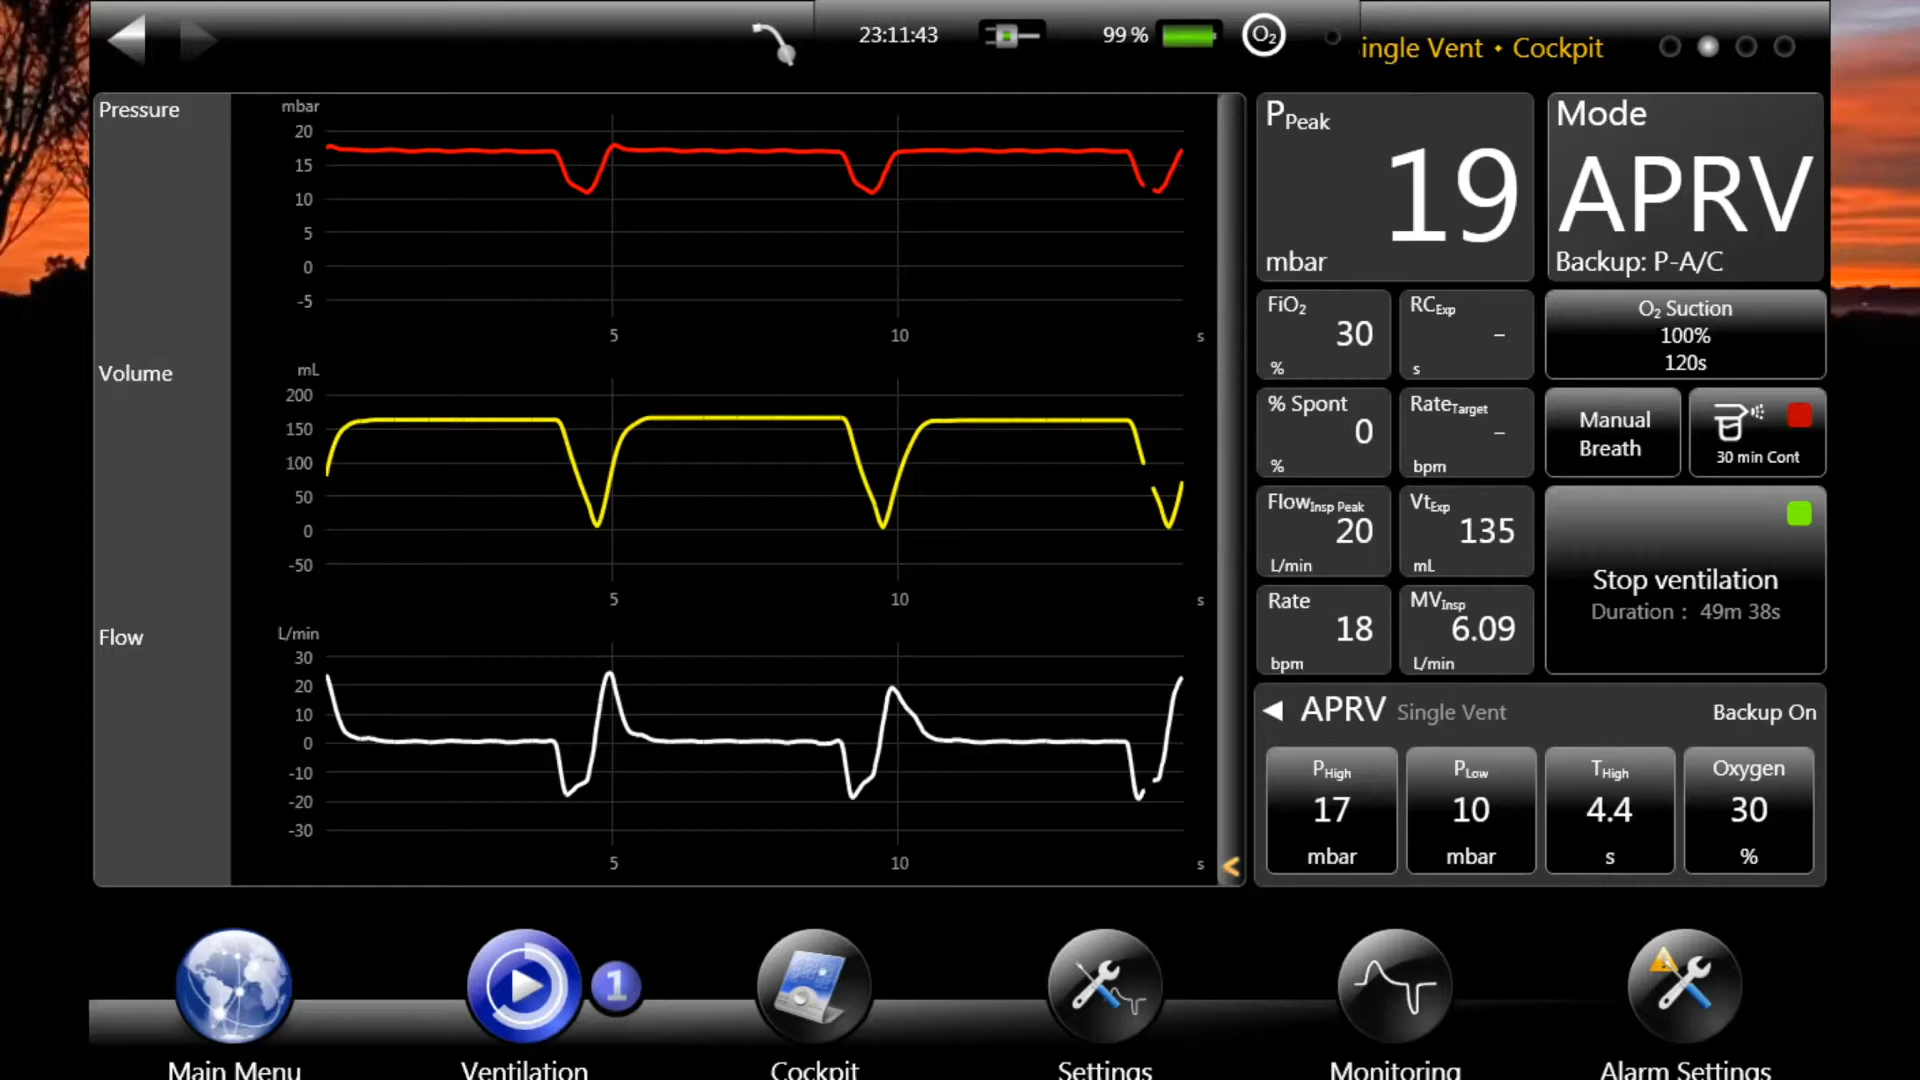 23:11:43
99 %
O2
ingle Vent • Cockpit
Pressure
mbar
20
15
10
5
0
-5
5
10
s
Volume
mL
200
150
100
50
0
-50
5
10
s
Flow
L/min
30
20
10
0
-10
-20
-30
5
10
s
<
PPeak
19
mbar
Mode
APRV
Backup: P-A/C
FiO2
30
%
RCExp
–
s
O2 Suction
100%
120s
% Spont
0
%
RateTarget
–
bpm
Manual
Breath
30 min Cont
FlowInsp Peak
20
L/min
VtExp
135
mL
Stop ventilation
Duration : 49m 38s
Rate
18
bpm
MVInsp
6.09
L/min
APRV Single Vent
Backup On
PHigh
17
mbar
PLow
10
mbar
THigh
4.4
s
Oxygen
30
%
1
Main Menu
Ventilation
Cockpit
Settings
Monitoring
Alarm Settings